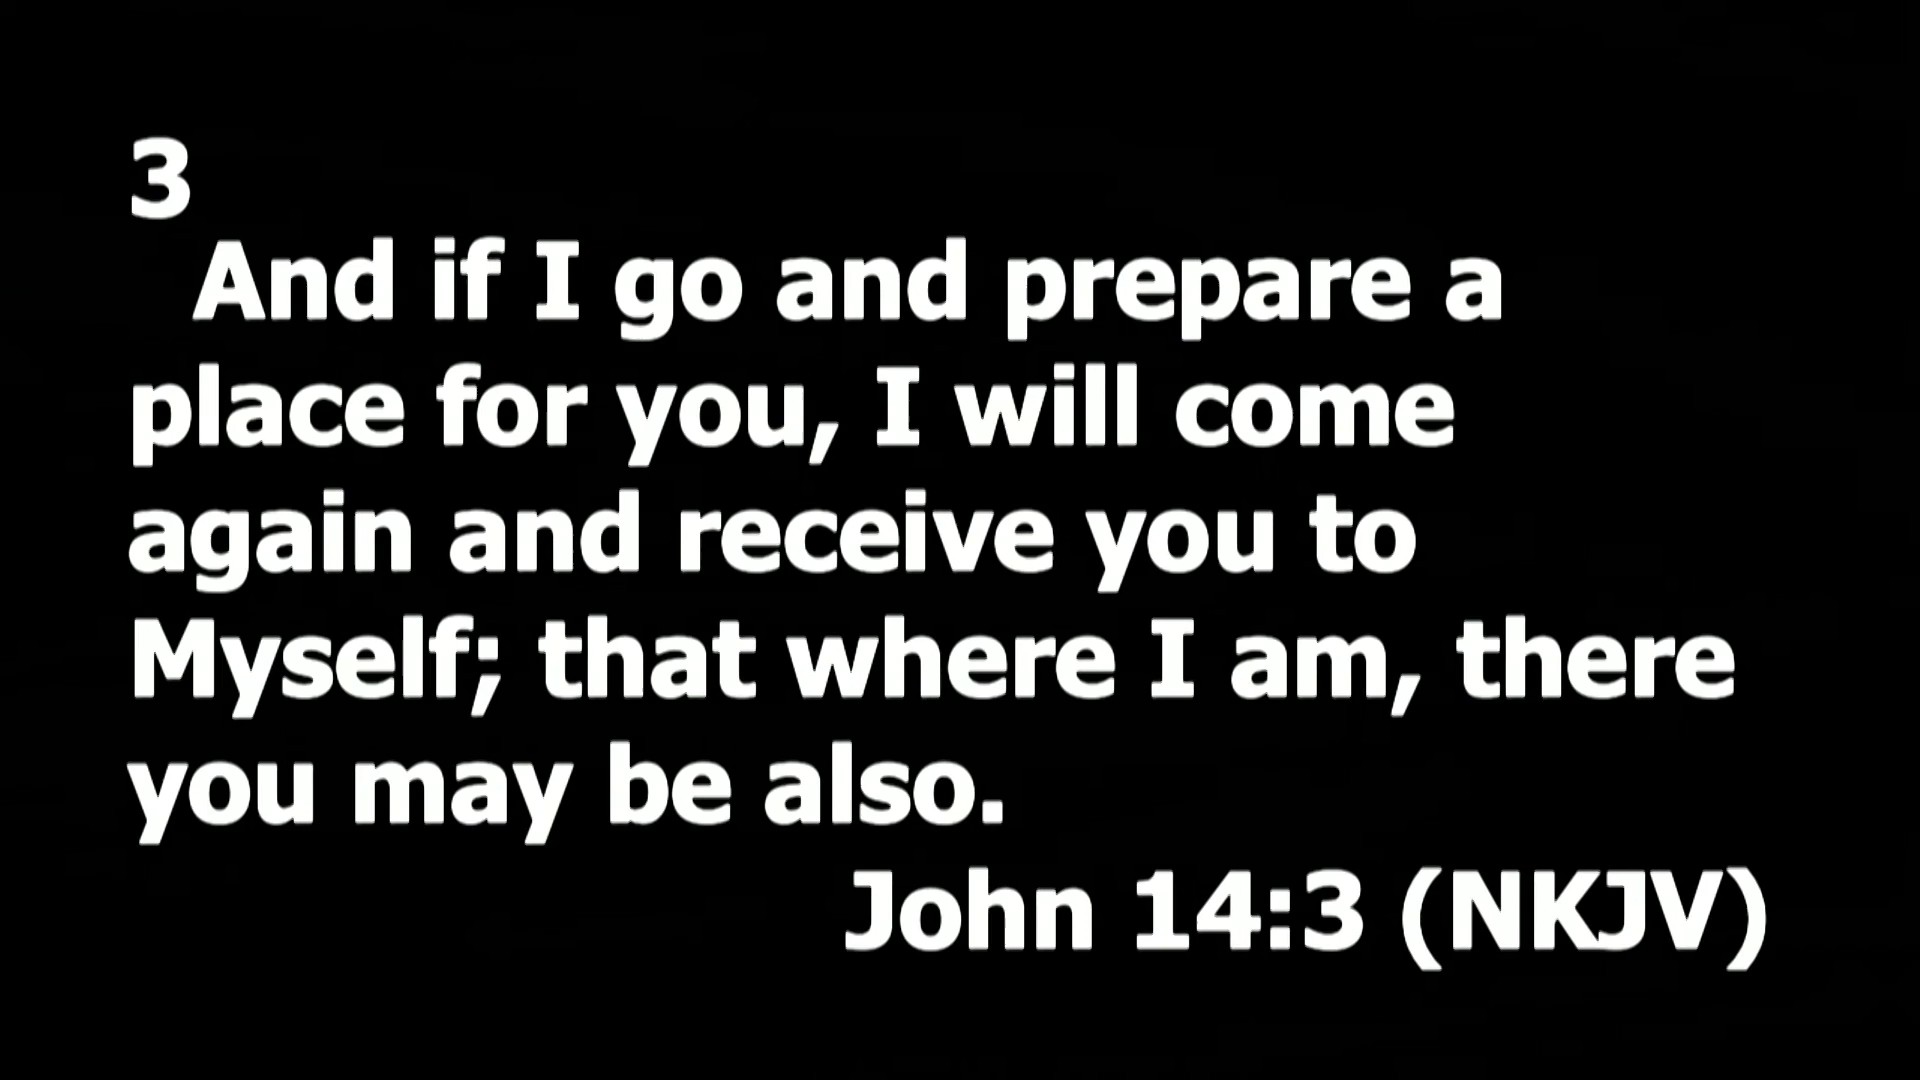 3
And if I go and prepare a
place for you, I will come
again and receive you to
Myself; that where I am, there
you may be also.
John 14:3 (NKJV)